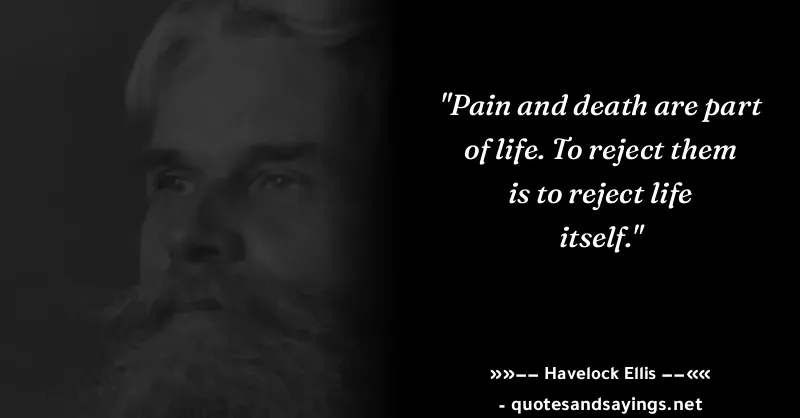 "Pain and death are part
of life. To reject them
is to reject life
itself."
»»−− Havelock Ellis −−««
- quotesandsayings.net